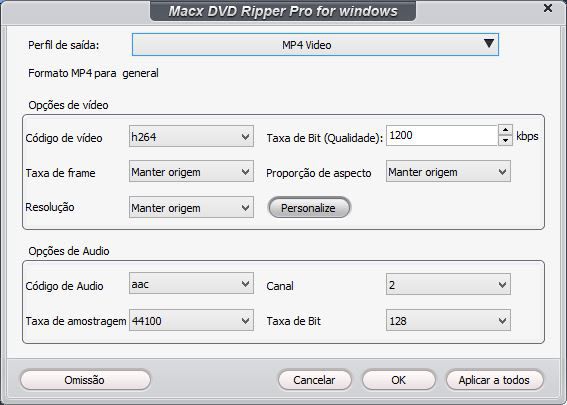 Macx DVD Ripper Pro for windows
Perfil de saída: MP4 Video
Formato MP4 para general
Opções de vídeo
Código de vídeo h264 Taxa de Bit (Qualidade): 1200 kbps
Taxa de frame Manter origem Proporção de aspecto Manter origem
Resolução Manter origem Personalize
Opções de Audio
Código de Audio aac Canal 2
Taxa de amostragem 44100 Taxa de Bit 128
Omissão Cancelar OK Aplicar a todos